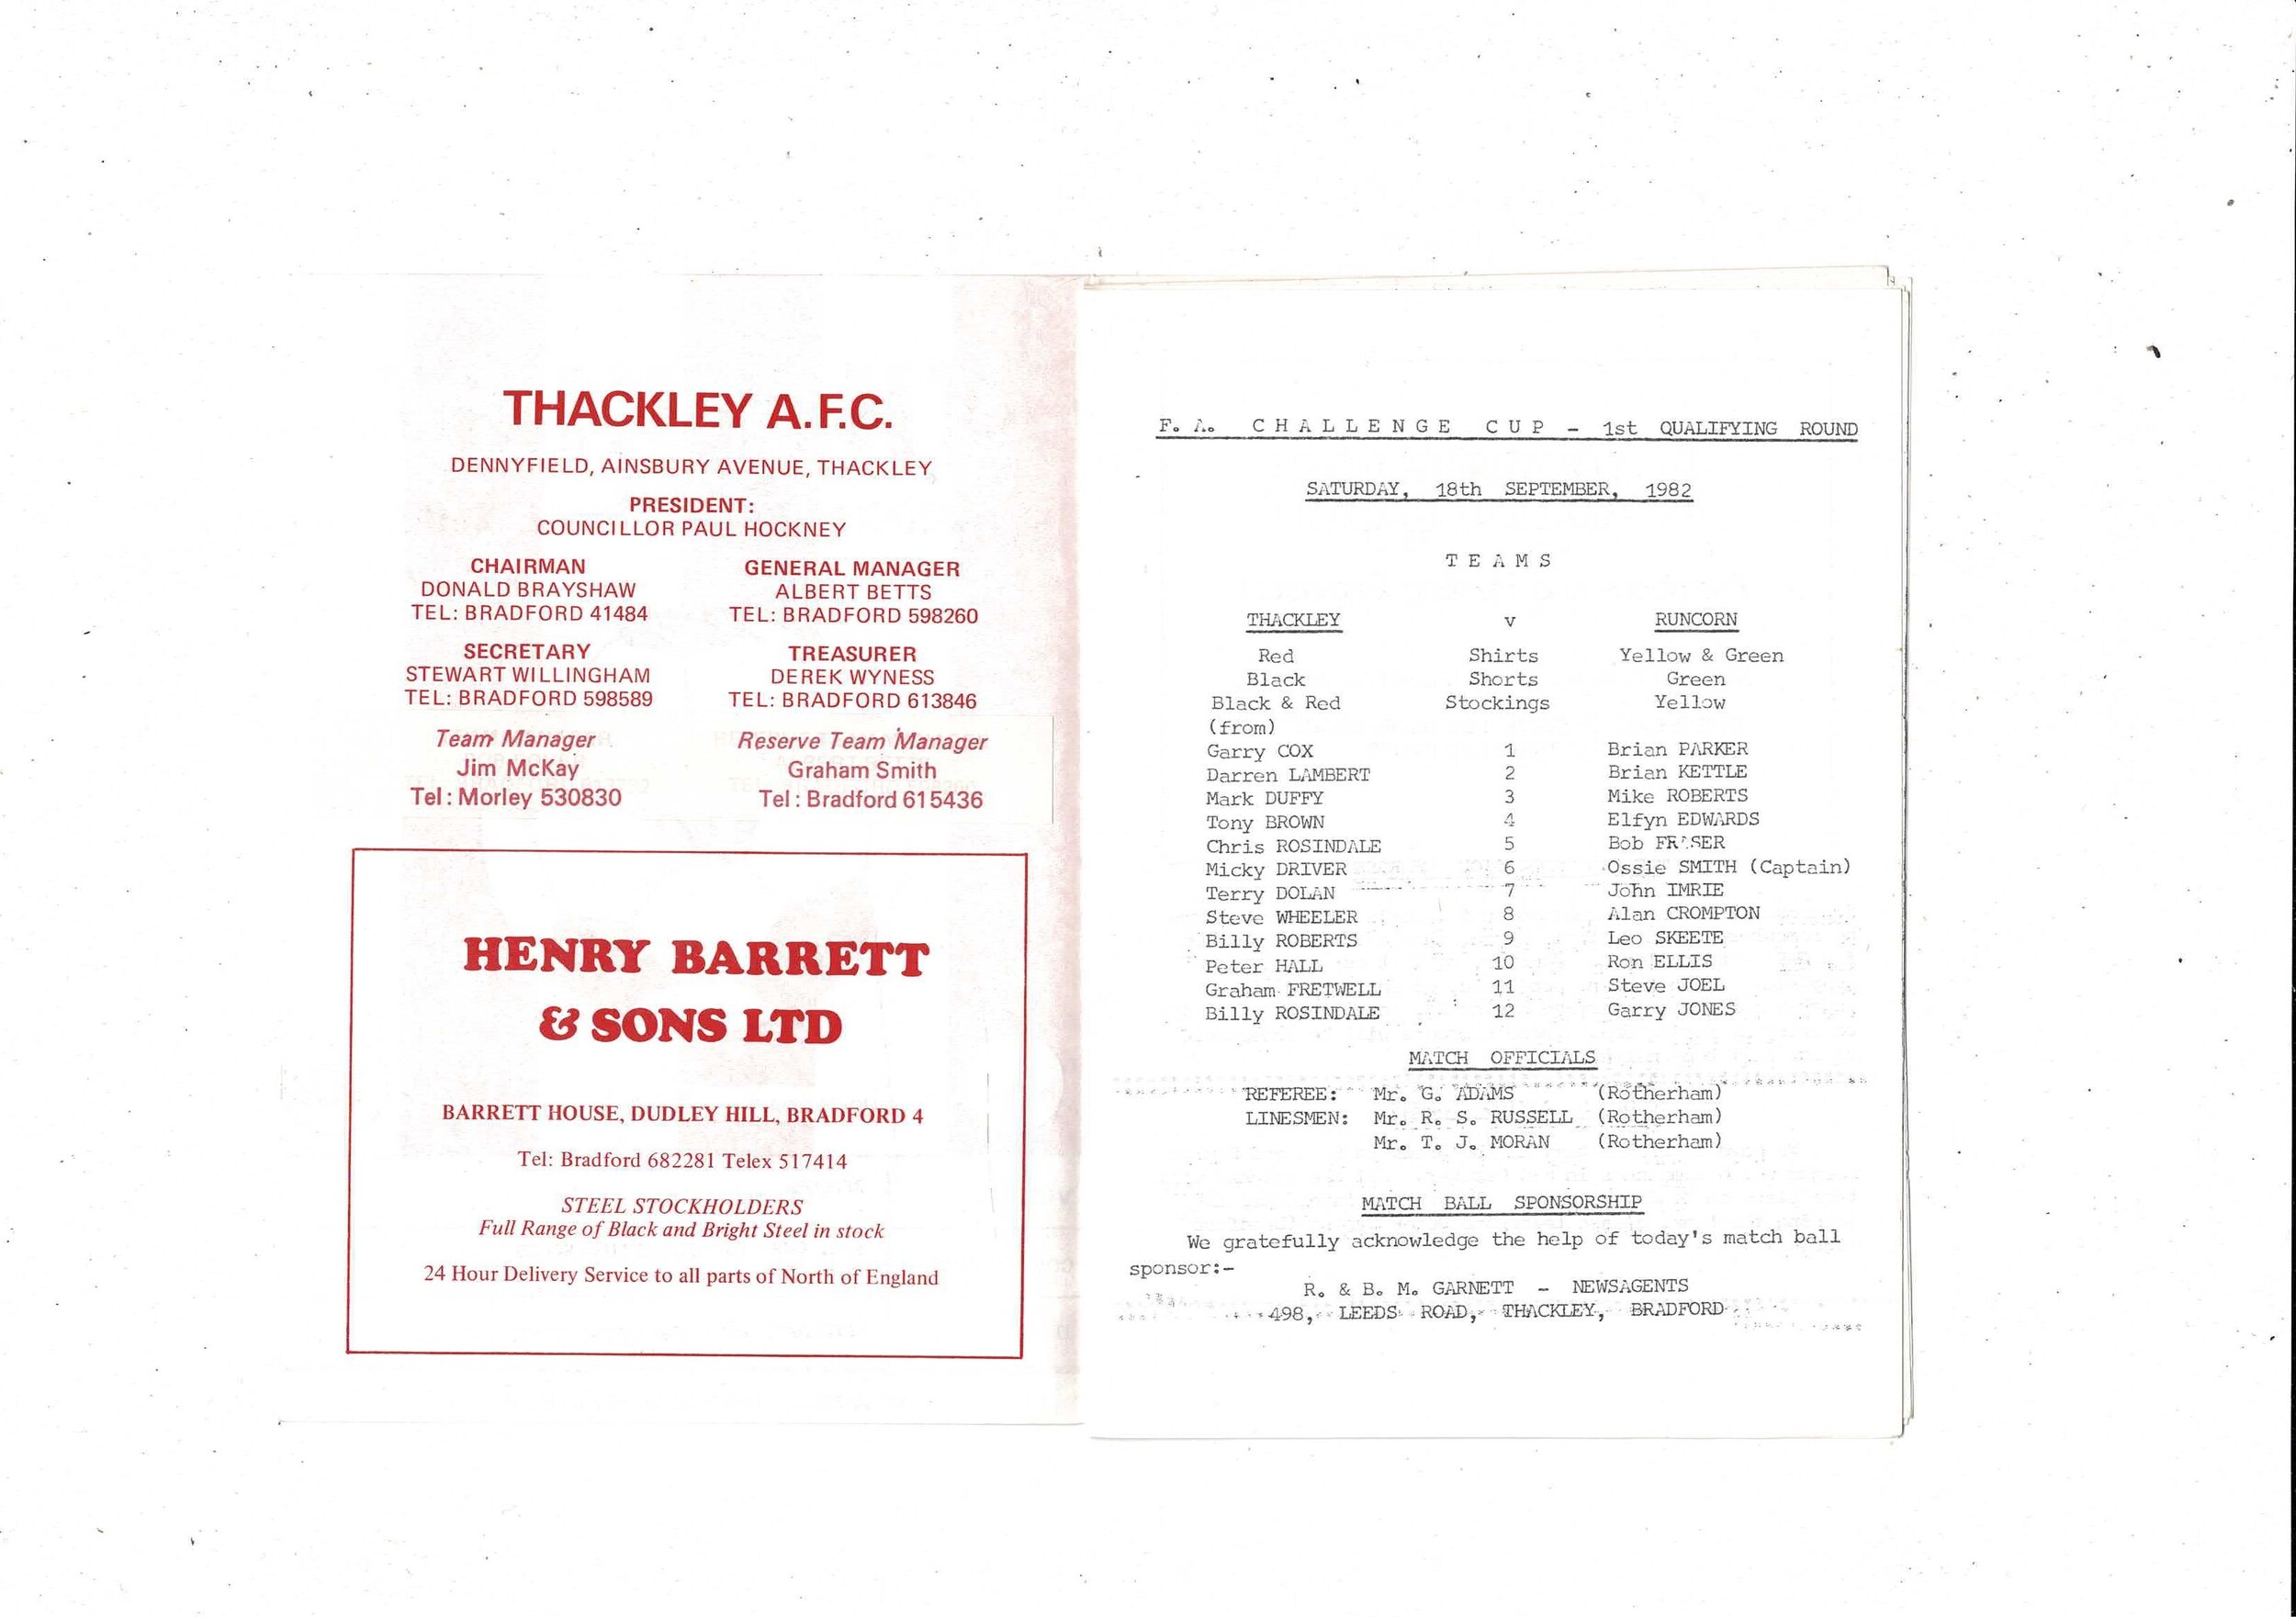 THACKLEY A.F.C.
DENNYFIELD, AINSBURY AVENUE, THACKLEY
PRESIDENT:
COUNCILLOR PAUL HOCKNEY
CHAIRMAN
DONALD BRAYSHAW
TEL: BRADFORD 41484
GENERAL MANAGER
ALBERT BETTS
TEL: BRADFORD 598260
SECRETARY
STEWART WILLINGHAM
TEL: BRADFORD 598589
TREASURER
DEREK WYNESS
TEL: BRADFORD 613846
Team Manager
Jim McKay
Tel: Morley 530830
Reserve Team Manager
Graham Smith
Tel: Bradford 615436
HENRY BARRETT
& SONS LTD
BARRETT HOUSE, DUDLEY HILL, BRADFORD 4
Tel: Bradford 682281 Telex 517414
STEEL STOCKHOLDERS
Full Range of Black and Bright Steel in stock
24 Hour Delivery Service to all parts of North of England
F. A. CHALLENGE CUP - 1st QUALIFYING ROUND
SATURDAY, 18th SEPTEMBER, 1982
TEAMS
THACKLEY v RUNCORN
Red Shirts Yellow & Green
Black Shorts Green
Black & Red Stockings Yellow
(from)
Garry COX 1 Brian PARKER
Darren LAMBERT 2 Brian KETTLE
Mark DUFFY 3 Mike ROBERTS
Tony BROWN 4 Elfyn EDWARDS
Chris ROSINDALE 5 Bob FRASER
Micky DRIVER 6 Ossie SMITH (Captain)
Terry DOLAN 7 John IMRIE
Steve WHEELER 8 Alan CROMPTON
Billy ROBERTS 9 Leo SKEETE
Peter HALL 10 Ron ELLIS
Graham FRETWELL 11 Steve JOEL
Billy ROSINDALE 12 Garry JONES
MATCH OFFICIALS
REFEREE: Mr. G. ADAMS (Rotherham)
LINESMEN: Mr. R. S. RUSSELL (Rotherham)
Mr. T. J. MORAN (Rotherham)
MATCH BALL SPONSORSHIP
We gratefully acknowledge the help of today's match ball
sponsor:-
R. & B. M. GARNETT - NEWSAGENTS
498, LEEDS ROAD, THACKLEY, BRADFORD